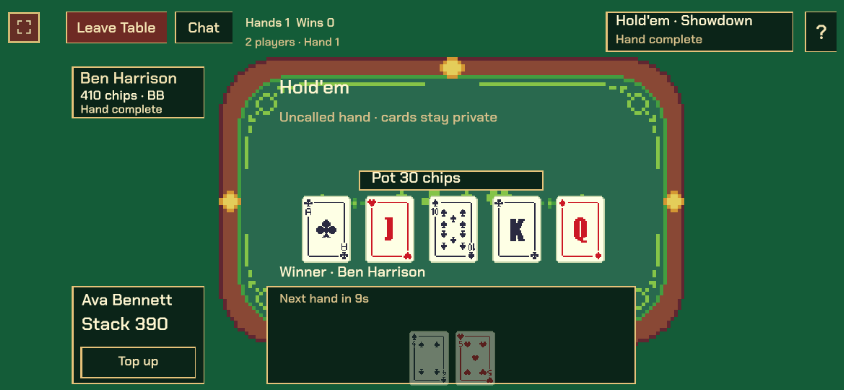 Leave Table
Chat
Hands 1 Wins 0
2 players · Hand 1
Hold'em · Showdown
Hand complete
?
Ben Harrison
410 chips · BB
Hand complete
Hold'em
Uncalled hand · cards stay private
Pot 30 chips
A
J
10
K
Q
Winner · Ben Harrison
Ava Bennett
Stack 390
Top up
Next hand in 9s